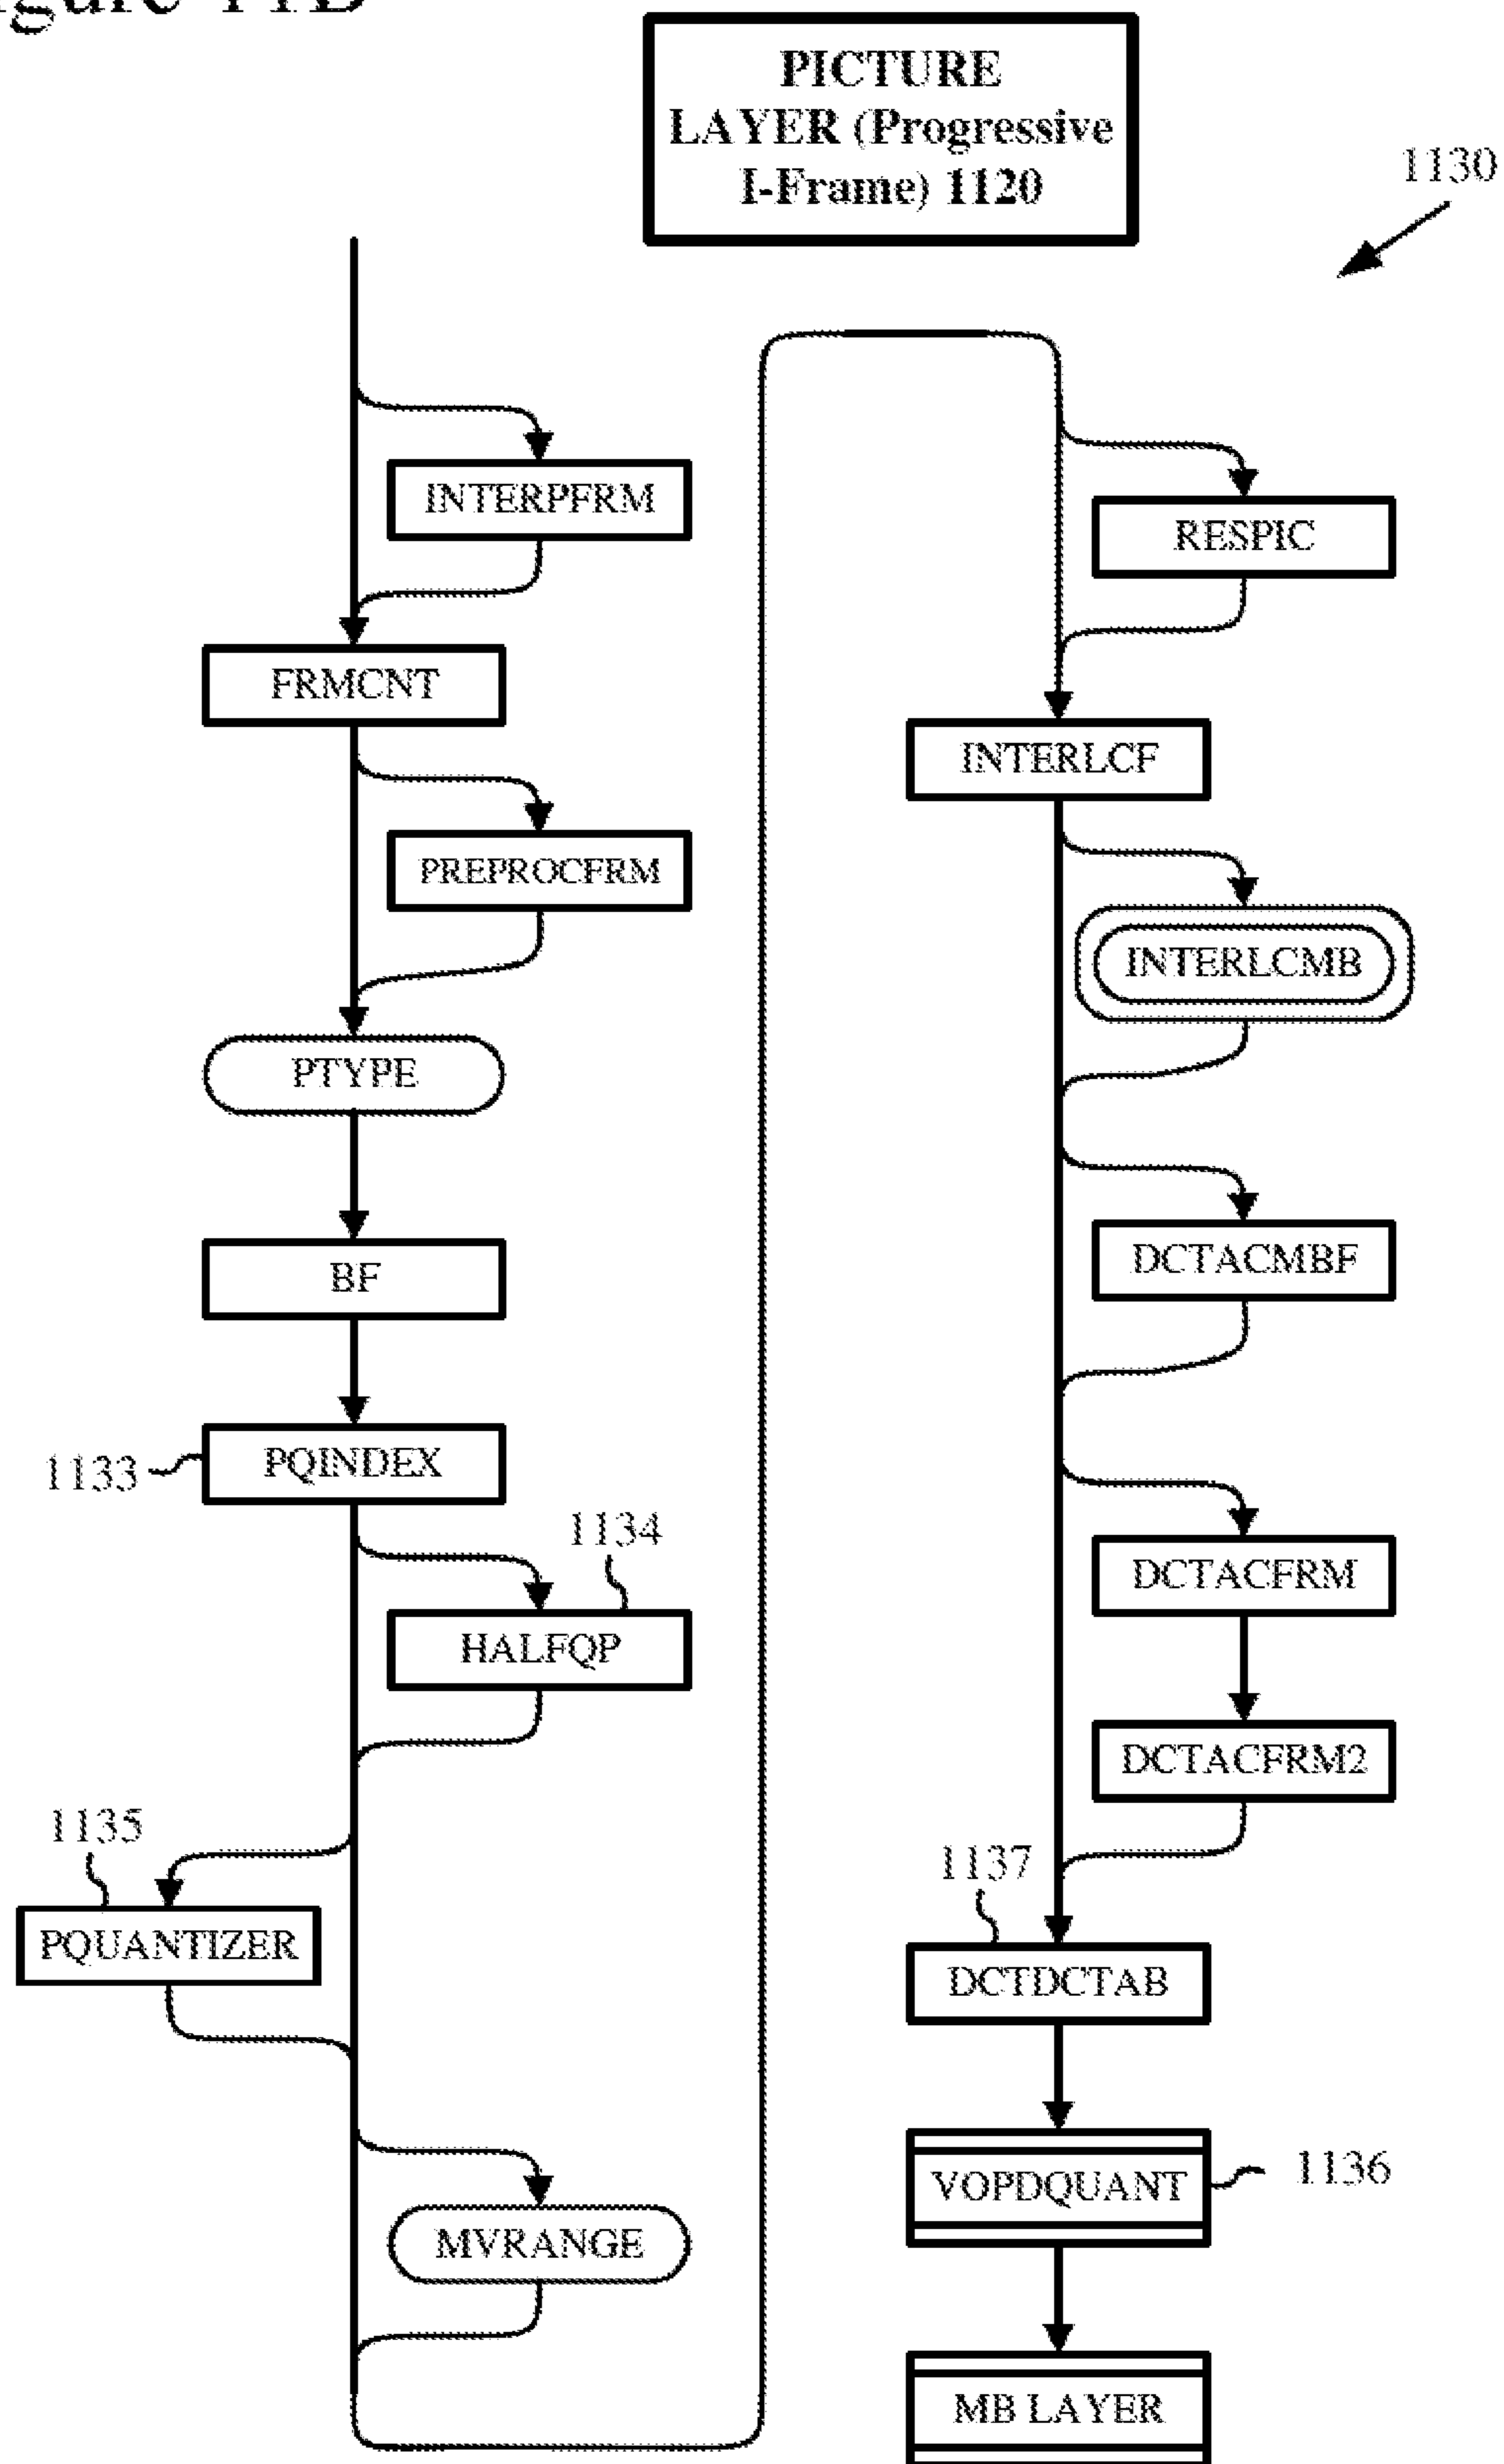 PICTURE
LAYER (Progressive
I-Frame) 1120
1130
INTERPFRM
FRMCNT
PREPROCFRM
PTYPE
BF
1133
PQINDEX
1134
HALFQP
1135
PQUANTIZER
MVRANGE
RESPIC
INTERLCF
INTERLCMB
DCTACMBF
DCTACFRM
DCTACFRM2
1137
DCTDCTAB
VOPDQUANT
1136
MB LAYER